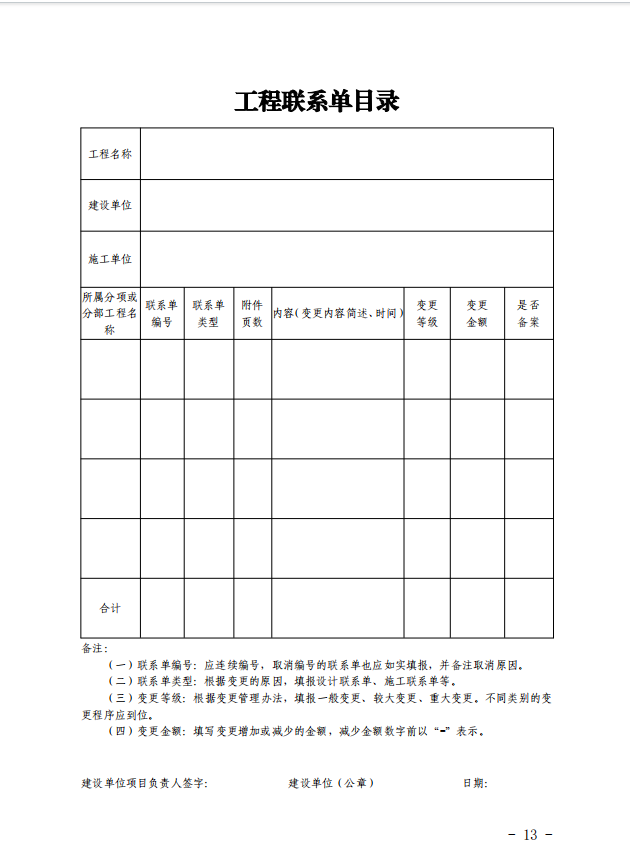 工程联系单目录
工程名称
建设单位
施工单位
所属分项或
分部工程名
称
联系单
编号
联系单
类型
附件
页数
内容(变更内容简述、时间)
变更
等级
变更
金额
是否
备案
合计
备注:
(一)联系单编号: 应连续编号,取消编号的联系单也应如实填报,并备注取消原因。
(二)联系单类型: 根据变更的原因,填报设计联系单、施工联系单等。
(三)变更等级: 根据变更管理办法,填报一般变更、较大变更、重大变更。不同类别的变
更程序应到位。
(四)变更金额: 填写变更增加或减少的金额,减少金额数字前以“-”表示。
建设单位项目负责人签字: 建设单位(公章) 日期:
- 13 -